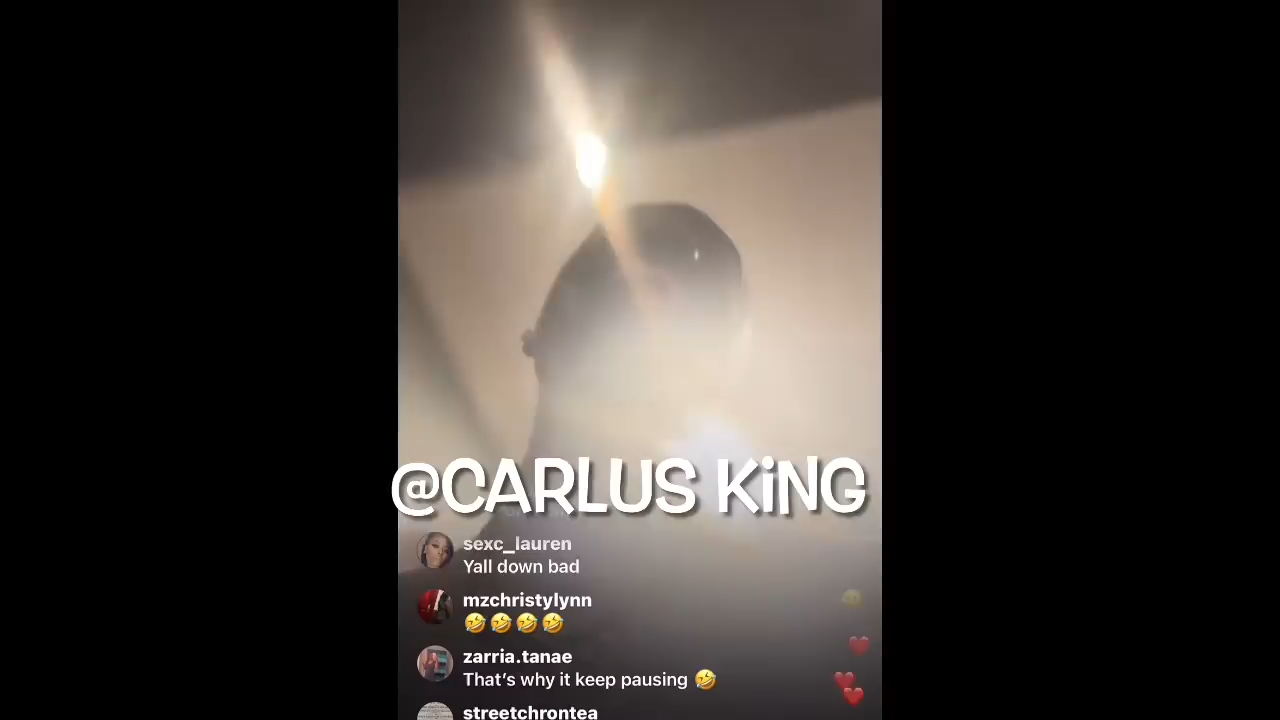 @CARLUS KiNG
sexc_lauren
Yall down bad
mzchristylynn
🤣🤣🤣🤣
zarria.tanae
That’s why it keep pausing 🤣
streetchrontea